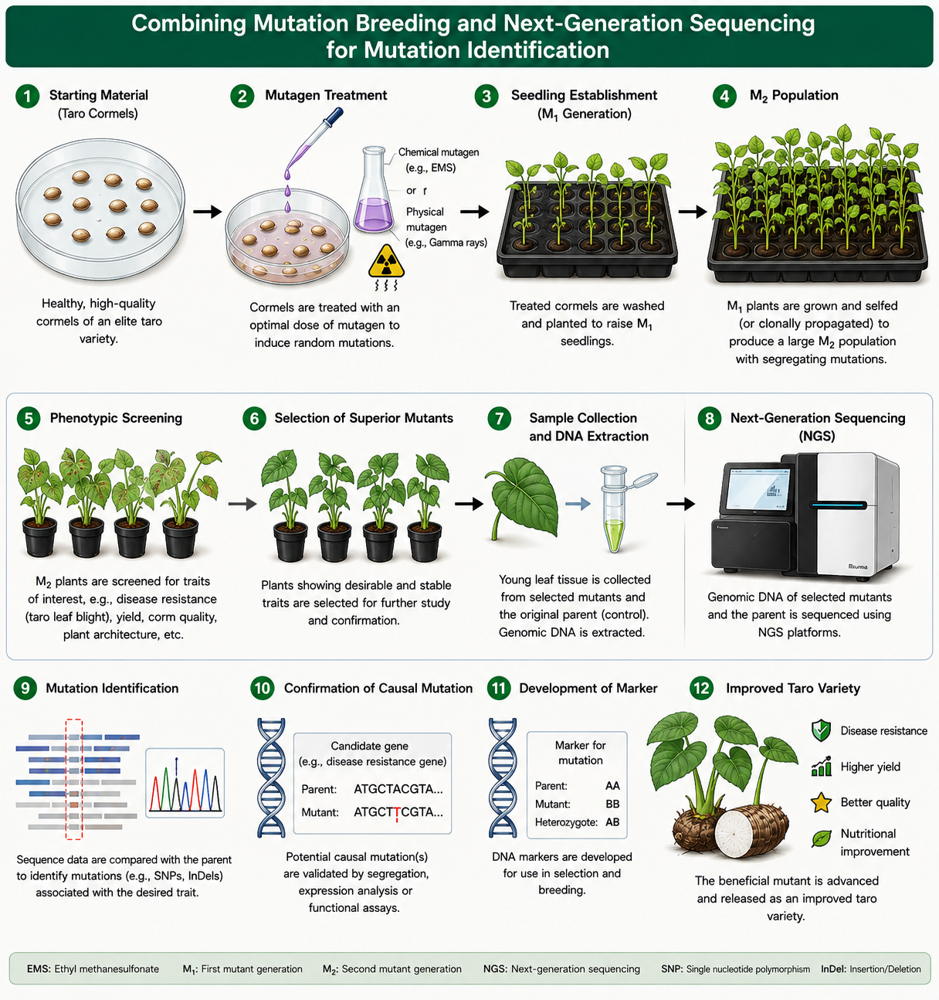 Combining Mutation Breeding and Next-Generation Sequencing
for Mutation Identification
1 Starting Material
(Taro Cormels)
Healthy, high-quality
cormels of an elite taro
variety.
2 Mutagen Treatment
Chemical mutagen
(e.g., EMS)
or r
Physical
mutagen
(e.g., Gamma rays)
Cormels are treated with an
optimal dose of mutagen to
induce random mutations.
3 Seedling Establishment
(M₁ Generation)
Treated cormels are washed
and planted to raise M₁
seedlings.
4 M₂ Population
M₁ plants are grown and selfed
(or clonally propagated) to
produce a large M₂ population
with segregating mutations.
5 Phenotypic Screening
M₂ plants are screened for traits
of interest, e.g., disease resistance
(taro leaf blight), yield, corm quality,
plant architecture, etc.
6 Selection of Superior Mutants
Plants showing desirable and stable
traits are selected for further study
and confirmation.
7 Sample Collection
and DNA Extraction
Young leaf tissue is collected
from selected mutants and
the original parent (control).
Genomic DNA is extracted.
8 Next-Generation Sequencing
(NGS)
Genomic DNA of selected mutants
and the parent is sequenced using
NGS platforms.
9 Mutation Identification
Sequence data are compared with the parent
to identify mutations (e.g., SNPs, InDels)
associated with the desired trait.
10 Confirmation of Causal Mutation
Candidate gene
(e.g., disease resistance gene)
Parent: ATGCTACGTA...
Mutant: ATGCTTCGTA...
Potential causal mutation(s)
are validated by segregation,
expression analysis or
functional assays.
11 Development of Marker
Marker for
mutation
Parent: AA
Mutant: BB
Heterozygote: AB
DNA markers are developed
for use in selection and
breeding.
12 Improved Taro Variety
Disease resistance
Higher yield
Better quality
Nutritional
improvement
The beneficial mutant is advanced
and released as an improved taro
variety.
EMS: Ethyl methanesulfonate M₁: First mutant generation M₂: Second mutant generation NGS: Next-generation sequencing SNP: Single nucleotide polymorphism InDel: Insertion/Deletion